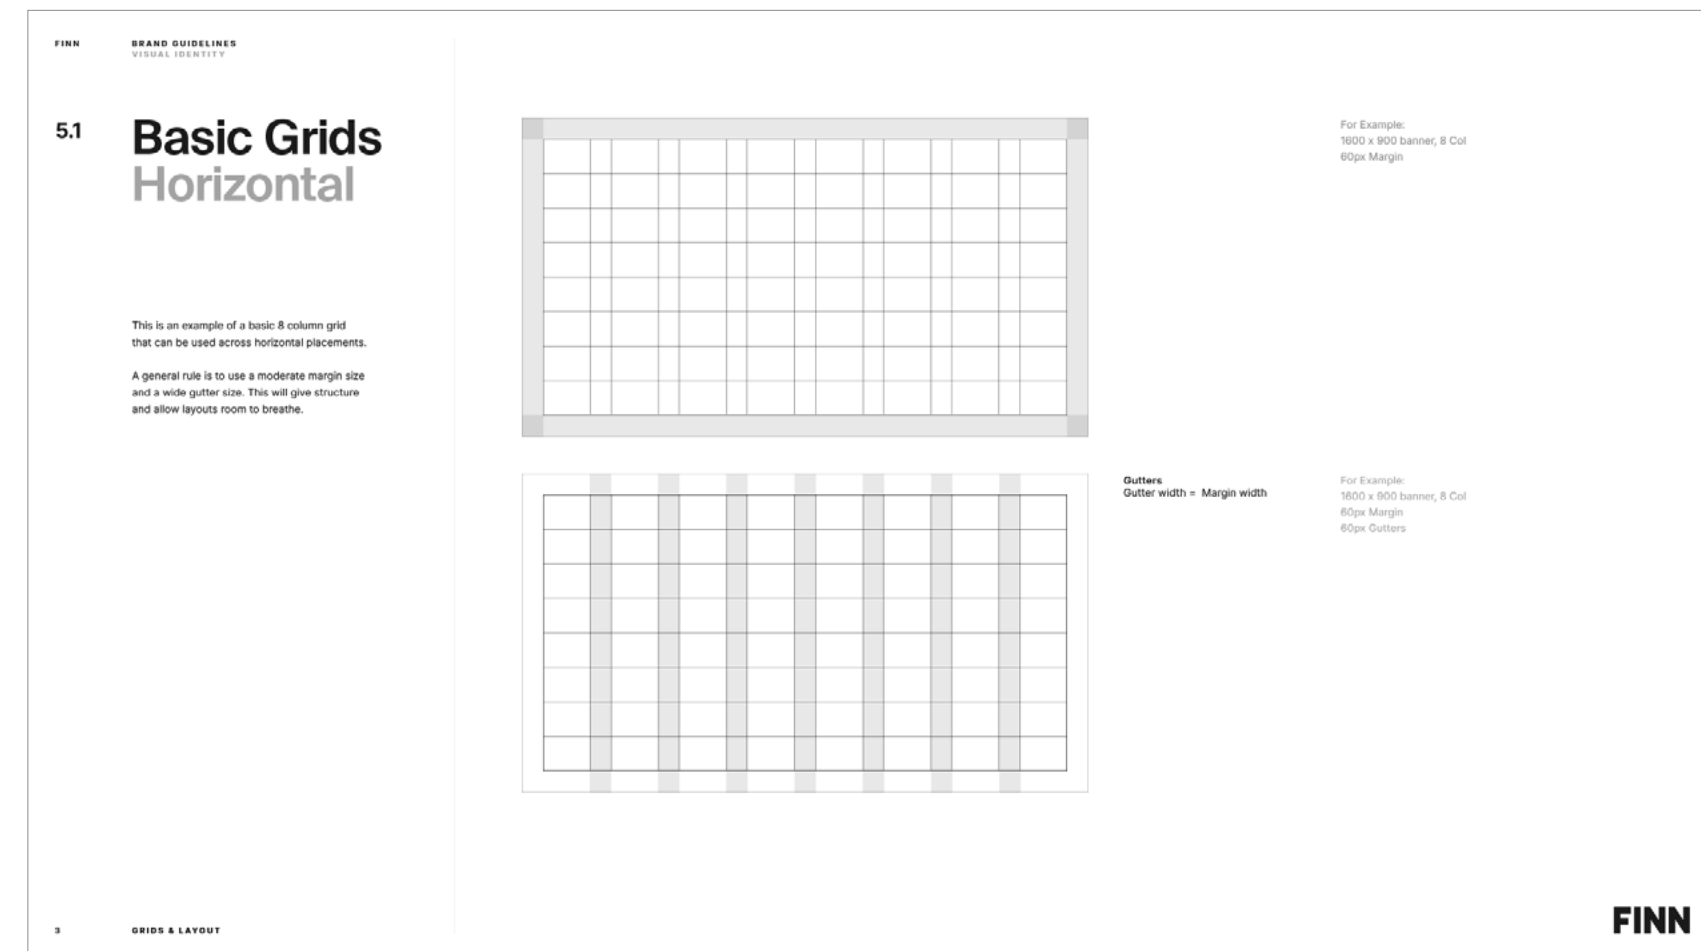 FINN
BRAND GUIDELINES
VISUAL IDENTITY
5.1
Basic Grids
Horizontal
This is an example of a basic 8 column grid
that can be used across horizontal placements.
A general rule is to use a moderate margin size
and a wide gutter size. This will give structure
and allow layouts room to breathe.
For Example:
1600 x 900 banner, 8 Col
60px Margin
Gutters
Gutter width = Margin width
For Example:
1600 x 900 banner, 8 Col
60px Margin
60px Gutters
3
GRIDS & LAYOUT
FINN